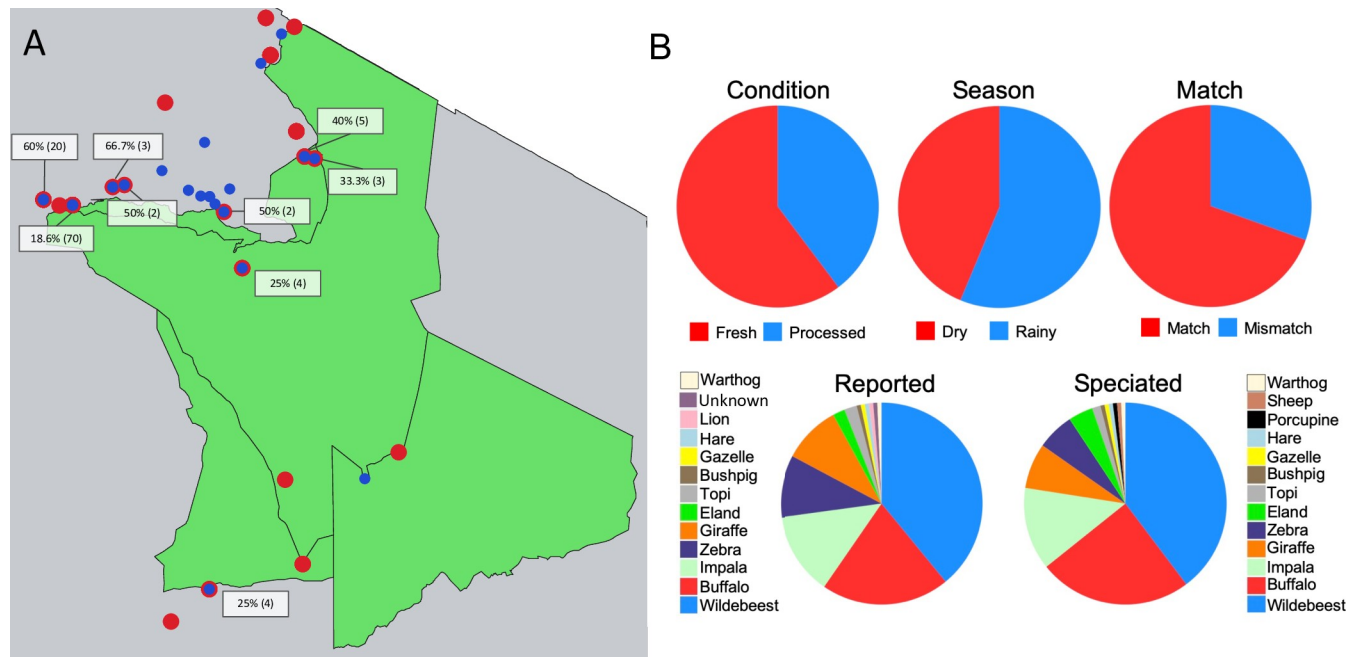 A
40% (5)
60% (20)
66.7% (3)
33.3% (3)
50% (2)
50% (2)
18.6% (70)
25% (4)
25% (4)
B
Condition
Season
Match
Fresh
Processed
Dry
Rainy
Match
Mismatch
Reported
Warthog
Unknown
Lion
Hare
Gazelle
Bushpig
Topi
Eland
Giraffe
Zebra
Impala
Buffalo
Wildebeest
Speciated
Warthog
Sheep
Porcupine
Hare
Gazelle
Bushpig
Topi
Eland
Zebra
Giraffe
Impala
Buffalo
Wildebeest